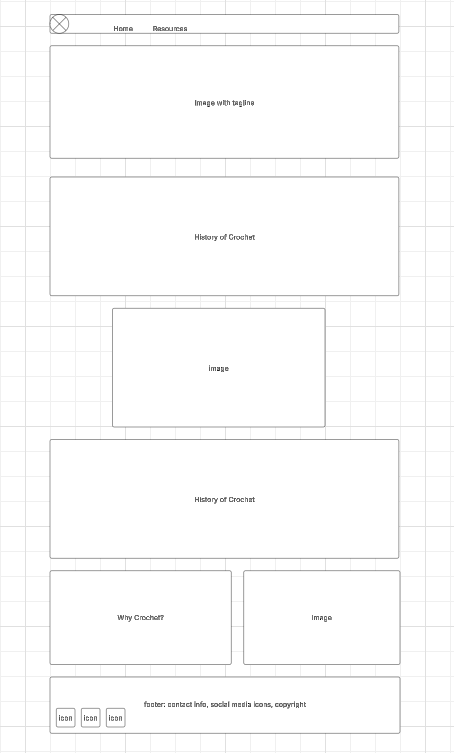 Home Resources
Image with tagline
History of Crochet
image
History of Crochet
Why Crochet?
image
footer: contact info, social media icons, copyright
icon icon icon